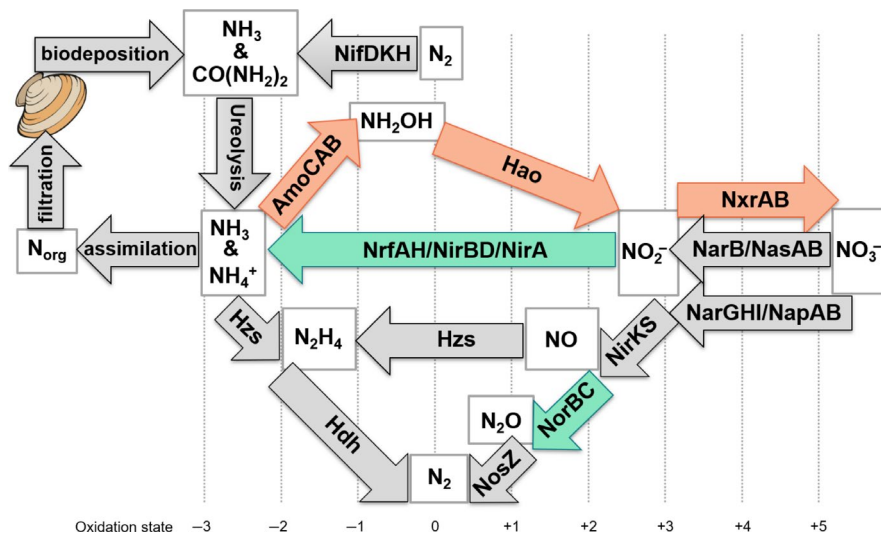 biodeposition
NH₃
&
CO(NH₂)₂
NifDKH
N₂
Ureolysis
NH₂OH
AmoCAB
Hao
NxrAB
filtration
Norg
assimilation
NH₃
&
NH₄⁺
NrfAH/NirBD/NirA
NO₂⁻
NarB/NasAB
NO₃⁻
NarGHI/NapAB
Hzs
N₂H₄
Hzs
NO
NirKS
Hdh
N₂O
NorBC
N₂
NosZ
Oxidation state –3 –2 –1 0 +1 +2 +3 +4 +5